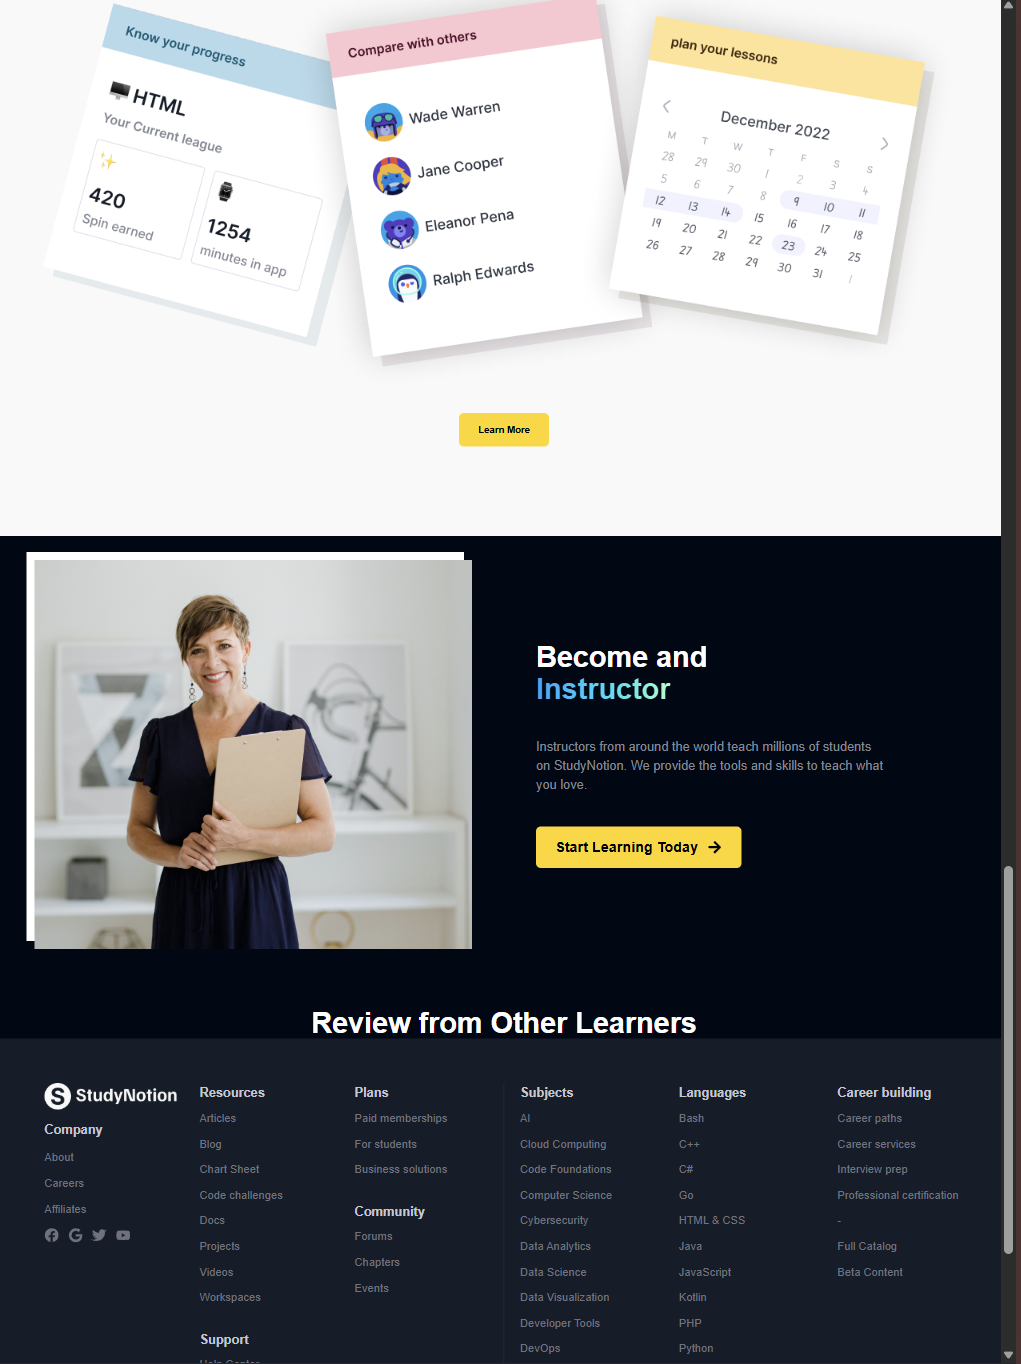 Know your progress
HTML
Your Current league
420
Spin earned
1254
minutes in app
Compare with others
Wade Warren
Jane Cooper
Eleanor Pena
Ralph Edwards
plan your lessons
December 2022
M T W T F S S
28 29 30 1 2 3 4
5 6 7 8 9 10 11
12 13 14 15 16 17 18
19 20 21 22 23 24 25
26 27 28 29 30 31 1
Learn More
Become and
Instructor
Instructors from around the world teach millions of students
on StudyNotion. We provide the tools and skills to teach what
you love.
Start Learning Today
Review from Other Learners
StudyNotion
Company
About
Careers
Affiliates
Resources
Articles
Blog
Chart Sheet
Code challenges
Docs
Projects
Videos
Workspaces
Support
Help Center
Plans
Paid memberships
For students
Business solutions
Community
Forums
Chapters
Events
Subjects
AI
Cloud Computing
Code Foundations
Computer Science
Cybersecurity
Data Analytics
Data Science
Data Visualization
Developer Tools
DevOps
Languages
Bash
C++
C#
Go
HTML & CSS
Java
JavaScript
Kotlin
PHP
Python
Career building
Career paths
Career services
Interview prep
Professional certification
-
Full Catalog
Beta Content